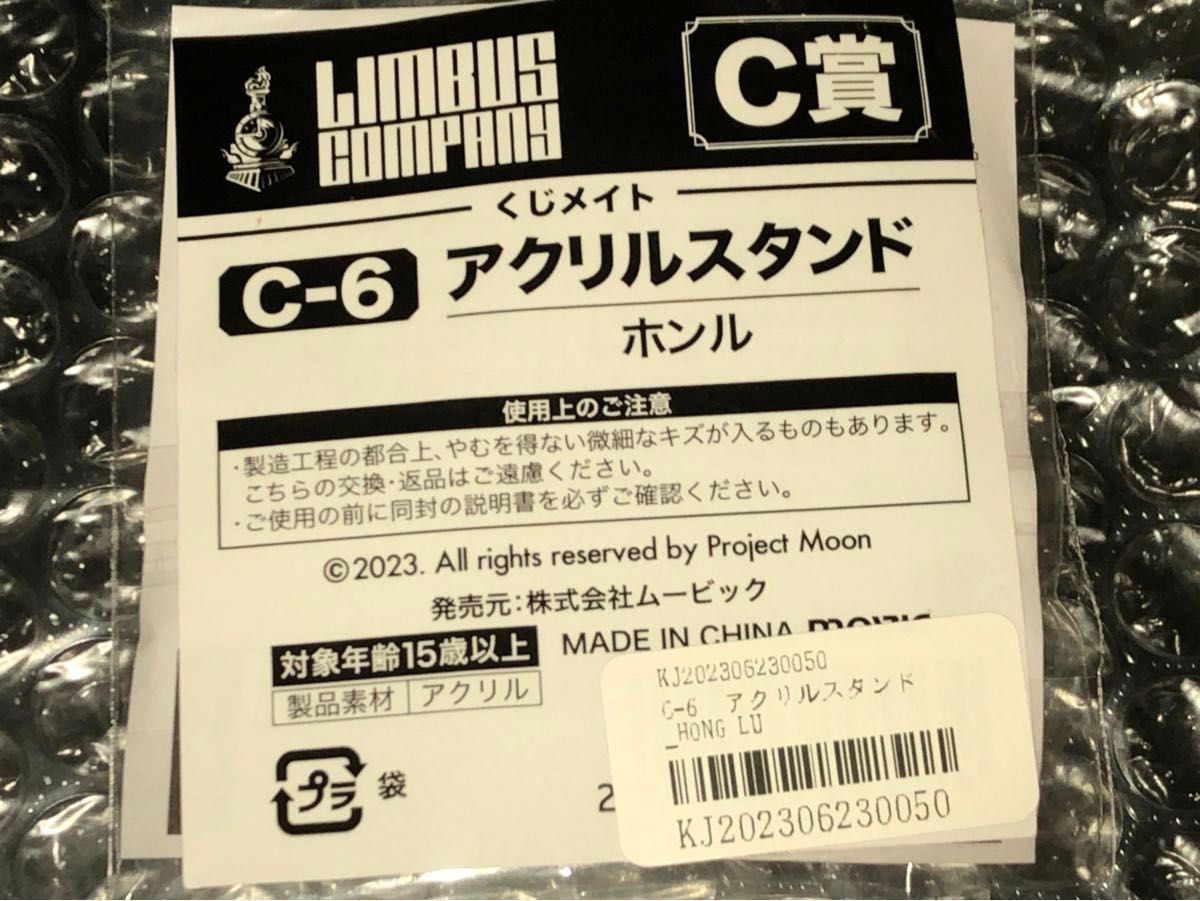 LIMBUS
COMPANY
C賞
くじメイト
C-6 アクリルスタンド
ホンル
使用上のご注意
・製造工程の都合上、やむを得ない微細なキズが入るものもあります。
こちらの交換・返品はご遠慮ください。
・ご使用の前に同封の説明書を必ずご確認ください。
©2023. All rights reserved by Project Moon
発売元：株式会社ムービック
対象年齢15歳以上 MADE IN CHINA movic
製品素材 アクリル
プラ 袋
2
KJ202306230050
C-6 アクリルスタンド
_HONG LU
KJ202306230050